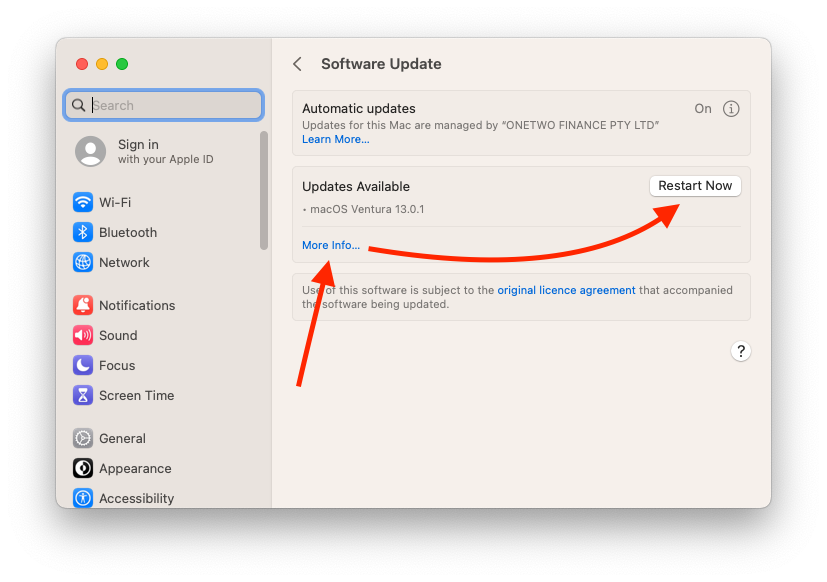 Search
Sign in
with your Apple ID
Wi-Fi
Bluetooth
Network
Notifications
Sound
Focus
Screen Time
General
Appearance
Accessibility
Software Update
Automatic updates
On
Updates for this Mac are managed by “ONETWO FINANCE PTY LTD”
Learn More...
Updates Available
Restart Now
• macOS Ventura 13.0.1
More Info...
Use of this software is subject to the original licence agreement that accompanied
the software being updated.
?